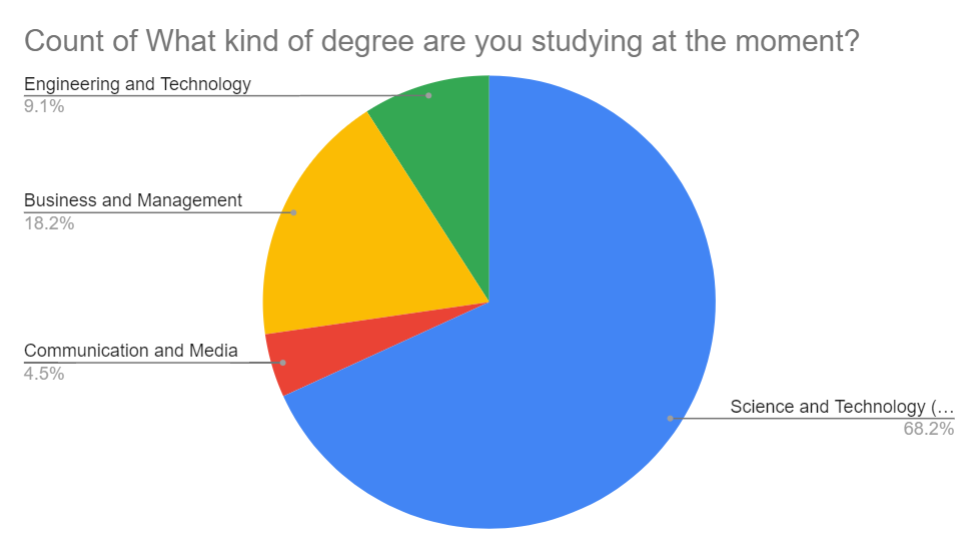 Count of What kind of degree are you studying at the moment?
Engineering and Technology
9.1%
Business and Management
18.2%
Communication and Media
4.5%
Science and Technology (…
68.2%